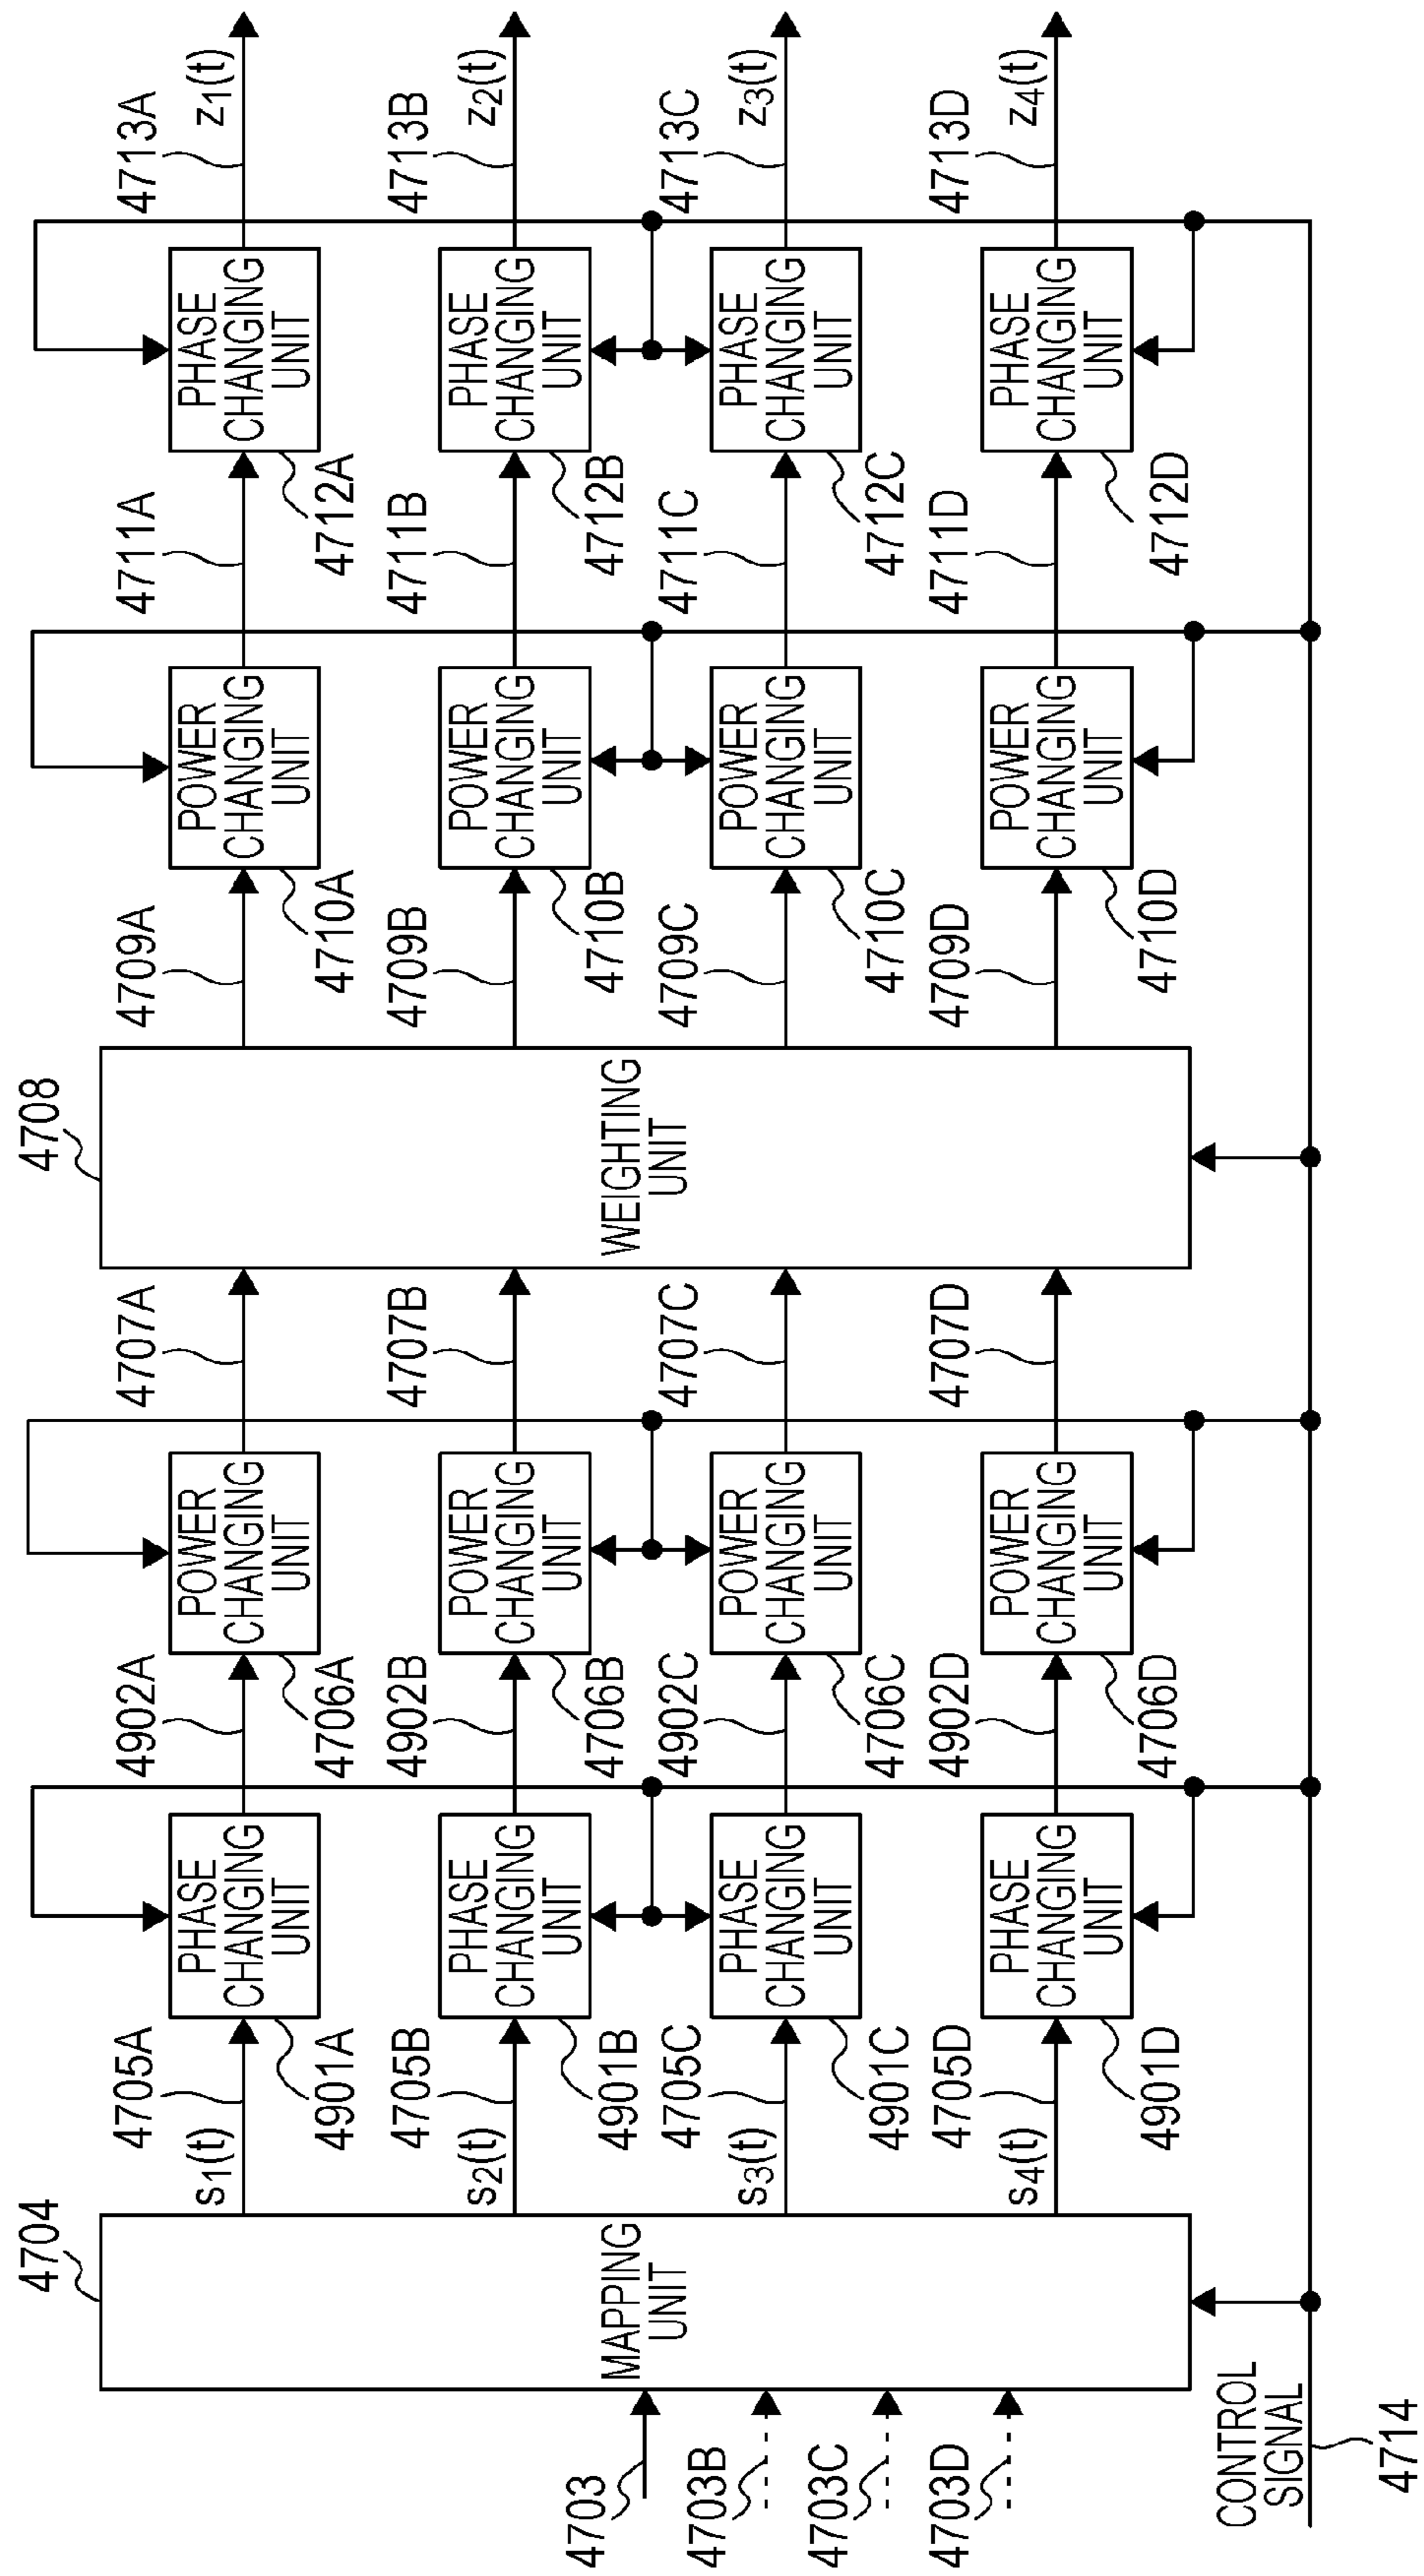 4703
4703B
4703C
4703D
4704
MAPPING
UNIT
CONTROL
SIGNAL
4714
s1(t)
4705A
s2(t)
4705B
s3(t)
4705C
s4(t)
4705D
PHASE
CHANGING
UNIT
4901A
PHASE
CHANGING
UNIT
4901B
PHASE
CHANGING
UNIT
4901C
PHASE
CHANGING
UNIT
4901D
4902A
4902B
4902C
4902D
POWER
CHANGING
UNIT
4706A
POWER
CHANGING
UNIT
4706B
POWER
CHANGING
UNIT
4706C
POWER
CHANGING
UNIT
4706D
4707A
4707B
4707C
4707D
4708
WEIGHTING
UNIT
4709A
4709B
4709C
4709D
POWER
CHANGING
UNIT
4710A
POWER
CHANGING
UNIT
4710B
POWER
CHANGING
UNIT
4710C
POWER
CHANGING
UNIT
4710D
4711A
4711B
4711C
4711D
PHASE
CHANGING
UNIT
4712A
PHASE
CHANGING
UNIT
4712B
PHASE
CHANGING
UNIT
4712C
PHASE
CHANGING
UNIT
4712D
4713A
z1(t)
4713B
z2(t)
4713C
z3(t)
4713D
z4(t)